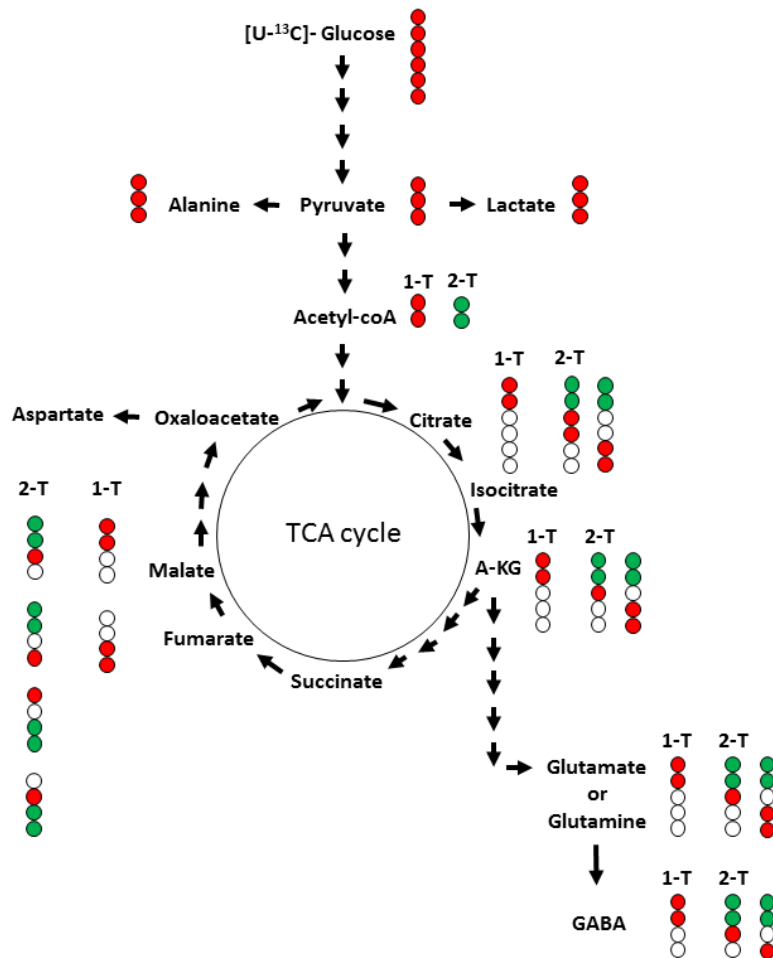 [U-¹³C]- Glucose
Alanine
Pyruvate
Lactate
1-T 2-T
Acetyl-coA
1-T 2-T
Aspartate
Oxaloacetate
Citrate
Isocitrate
2-T 1-T
TCA cycle
1-T 2-T
A-KG
Malate
Fumarate
Succinate
1-T 2-T
Glutamate
or
Glutamine
1-T 2-T
GABA